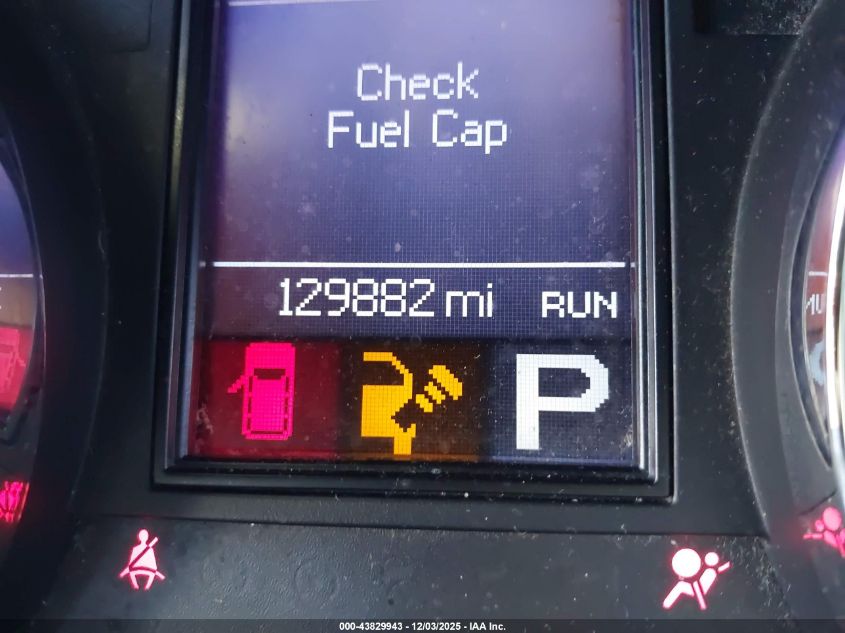 Check
Fuel Cap
129882 mi RUN
P
000-43829943 - 12/03/2025 - IAA Inc.